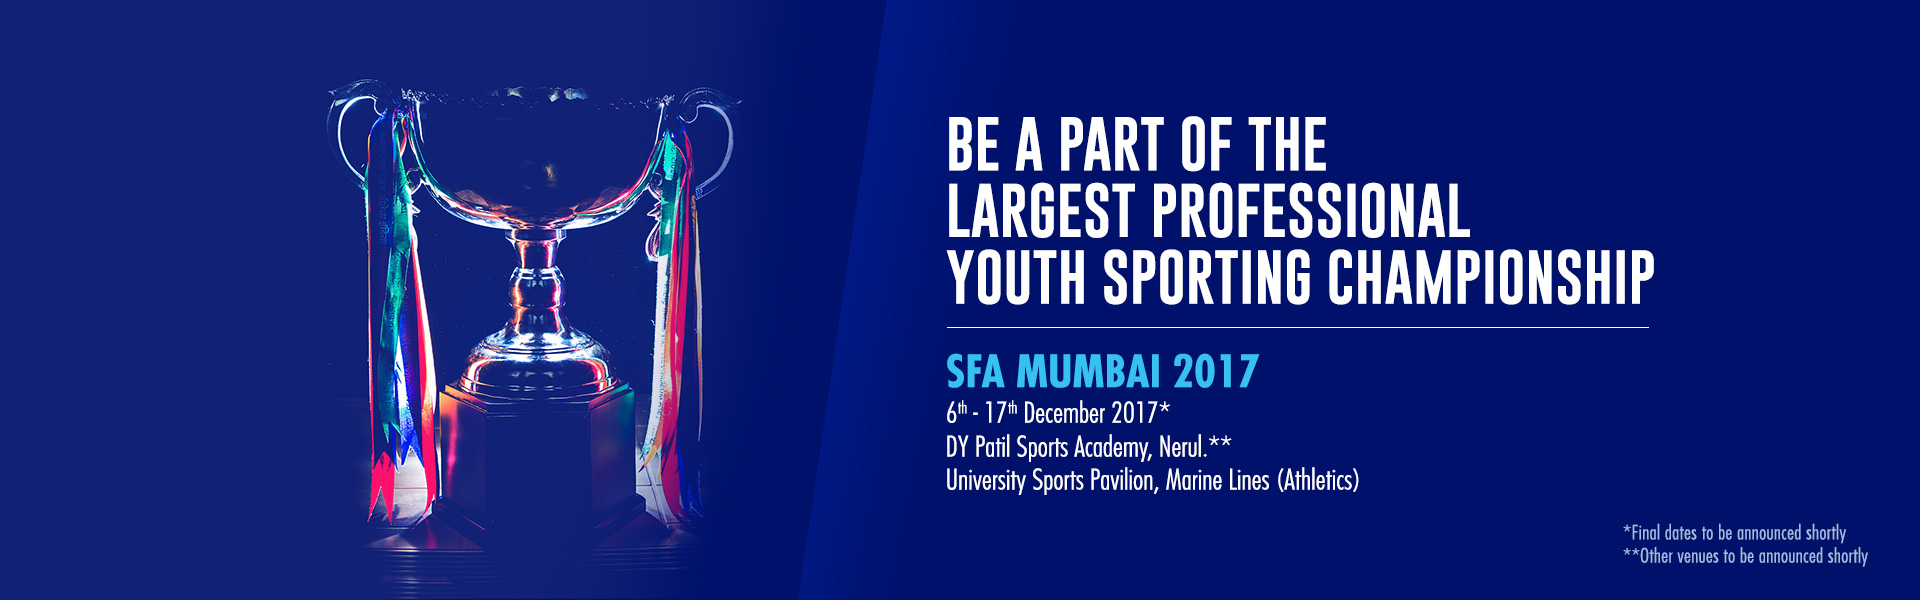 BE A PART OF THE
LARGEST PROFESSIONAL
YOUTH SPORTING CHAMPIONSHIP
SFA MUMBAI 2017
6th - 17th December 2017*
DY Patil Sports Academy, Nerul.**
University Sports Pavilion, Marine Lines (Athletics)
*Final dates to be announced shortly
**Other venues to be announced shortly